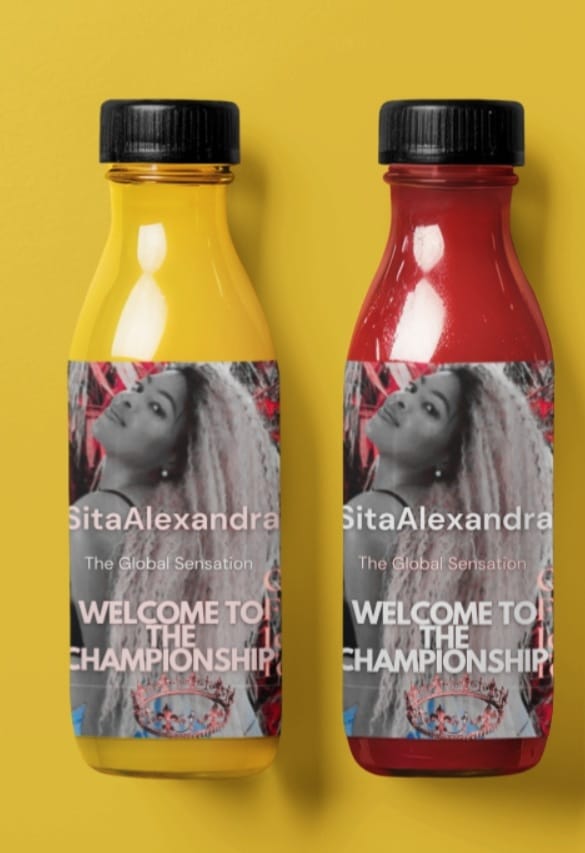 SitaAlexandra
The Global Sensation
WELCOME TO
THE
CHAMPIONSHIP
SitaAlexandra
The Global Sensation
WELCOME TO
THE
CHAMPIONSHIP